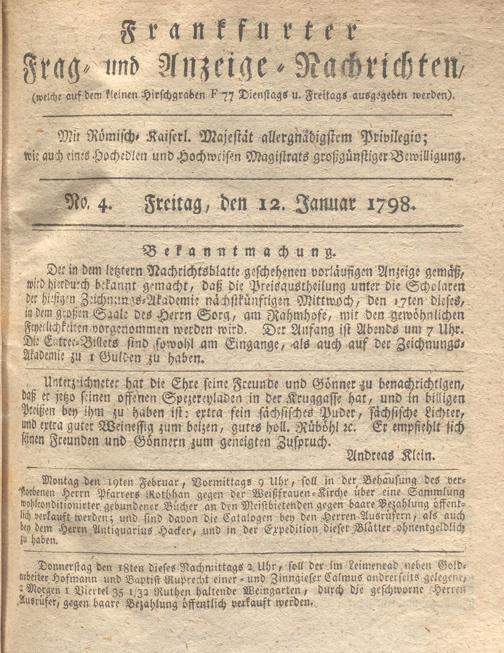 Frankfurter
Frag- und Anzeige-Nachrichten,
(welche auf dem kleinen Hirschgraben F 77 Dienstags u. Freitags ausgegeben werden).
Mit Römisch-Kaiserl. Majestät allergnädigstem Privilegio;
wie auch eines Hochedlen und Hochweisen Magistrats großgünstiger Bewilligung.
No. 4. Freitag, den 12. Januar 1798.
Bekanntmachung.
Der in dem letztern Nachrichtsblatte geschehenen vorläufigen Anzeige gemäß,
wird hierdurch bekannt gemacht, daß die Preisaustheilung unter die Scholaren
der hiesigen Zeichnungs-Akademie nächstkünftigen Mittwoch, den 17ten dieses,
in dem großen Saale des Herrn Sorg, am Rahmhofe, mit den gewöhnlichen
Feyerlichkeiten vorgenommen werden wird. Der Anfang ist Abends um 7 Uhr.
Die Entree-Billets sind sowohl am Eingange, als auch auf der Zeichnungs-
Akademie zu 1 Gulden zu haben.
Unterzeichneter hat die Ehre seine Freunde und Gönner zu benachrichtgen,
daß er jetzo seinen offenen Spezereyladen in der Kruggasse hat, und in billigen
Preißen bey ihm zu haben ist: extra fein sächsisches Puder, sächsische Lichter,
und extra guter Weinessig zum beizen, gutes holl. Rüböhl ꝛc. Er empfiehlt sich
seinen Freunden und Gönnern zum geneigten Zuspruch.
Andreas Klein.
Montag den 19ten Februar, Vormittags 9 Uhr, soll in der Behausung des ver-
storbenen Herrn Pfarrers Rothhan gegen der Weißfrauen-Kirche über eine Sammlung
wohlconditionirter gebundener Bücher an den Meistbietenden gegen baare Bezahlung öffent-
lich verkauft werden; und sind davon die Catalogen bey den Herren Ausrüfern, als auch
bey dem Herrn Antiquarius Hacker, und in der Expedition dieser Blätter ohnentgeldlich
zu haben.
Donnerstag den 18ten dieses Nachmittags 2 Uhr, soll der im Leimenead neben Gold-
arbeiter Hofmann und Baptist Ruprecht einer- und Zinngieser Calmus andrerseits gelegene,
2 Morgen 1 Viertel 35 1/32 Ruthen haltende Weingarten, durch die geschworne Herren
Ausrüfer, gegen baare Bezahlung öffentlich verkauft werden.